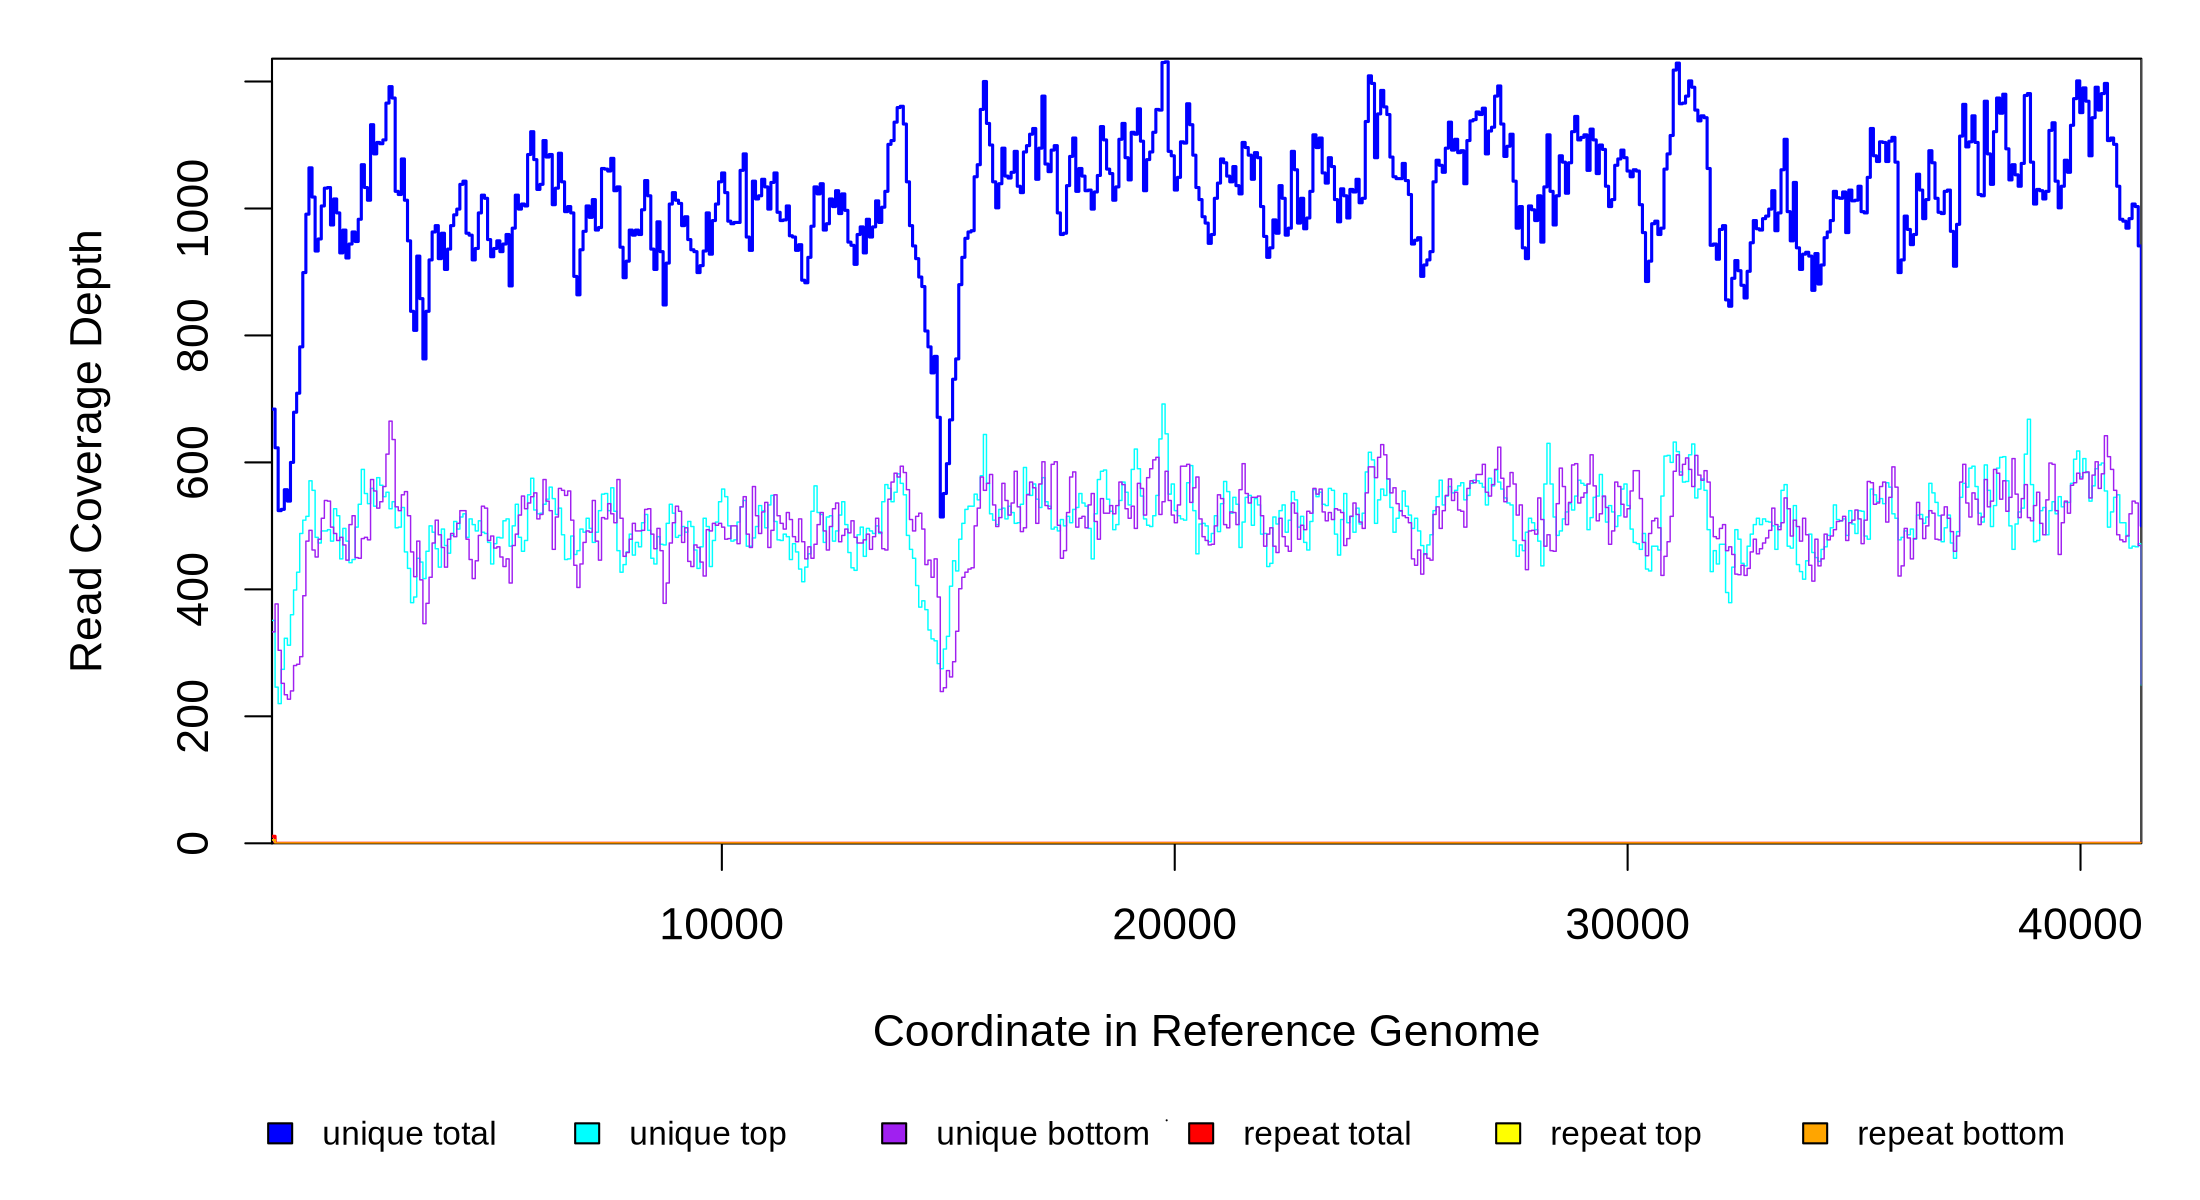 Read Coverage Depth
1000
800
600
400
200
0
10000 20000 30000 40000
Coordinate in Reference Genome
unique total unique top unique bottom repeat total repeat top repeat bottom